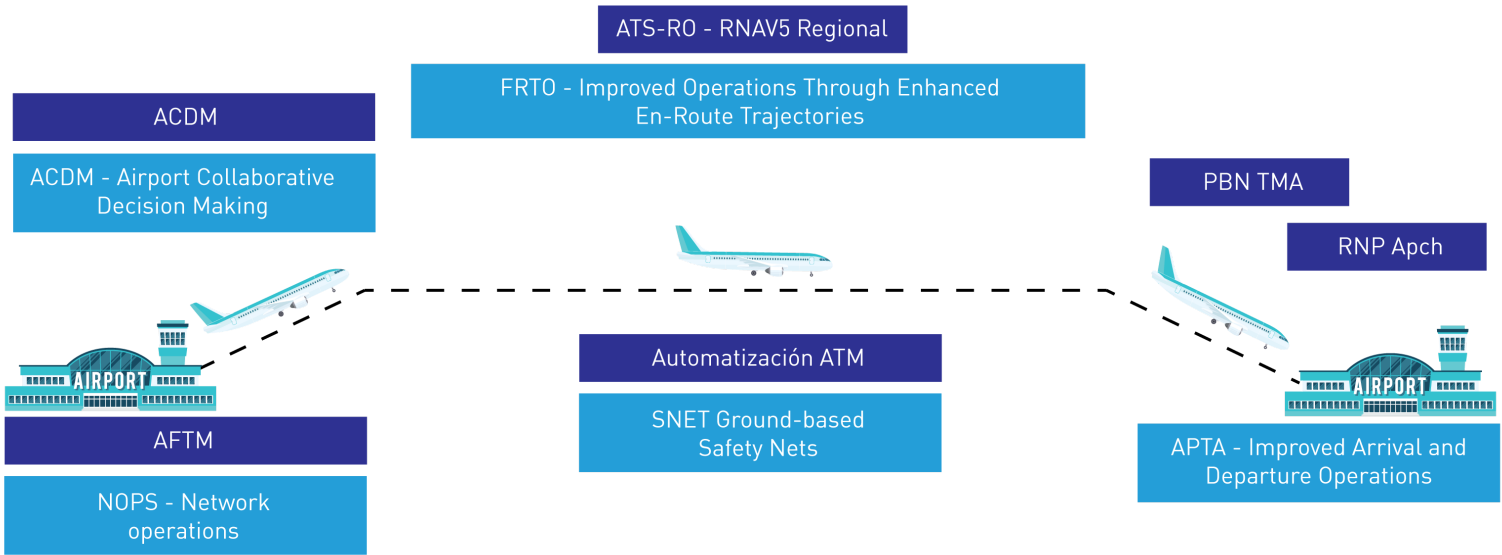 ATS-RO - RNAV5 Regional
FRTO - Improved Operations Through Enhanced
En-Route Trajectories
ACDM
ACDM - Airport Collaborative
Decision Making
PBN TMA
RNP Apch
AIRPORT
AFTM
NOPS - Network
operations
Automatización ATM
SNET Ground-based
Safety Nets
AIRPORT
APTA - Improved Arrival and
Departure Operations